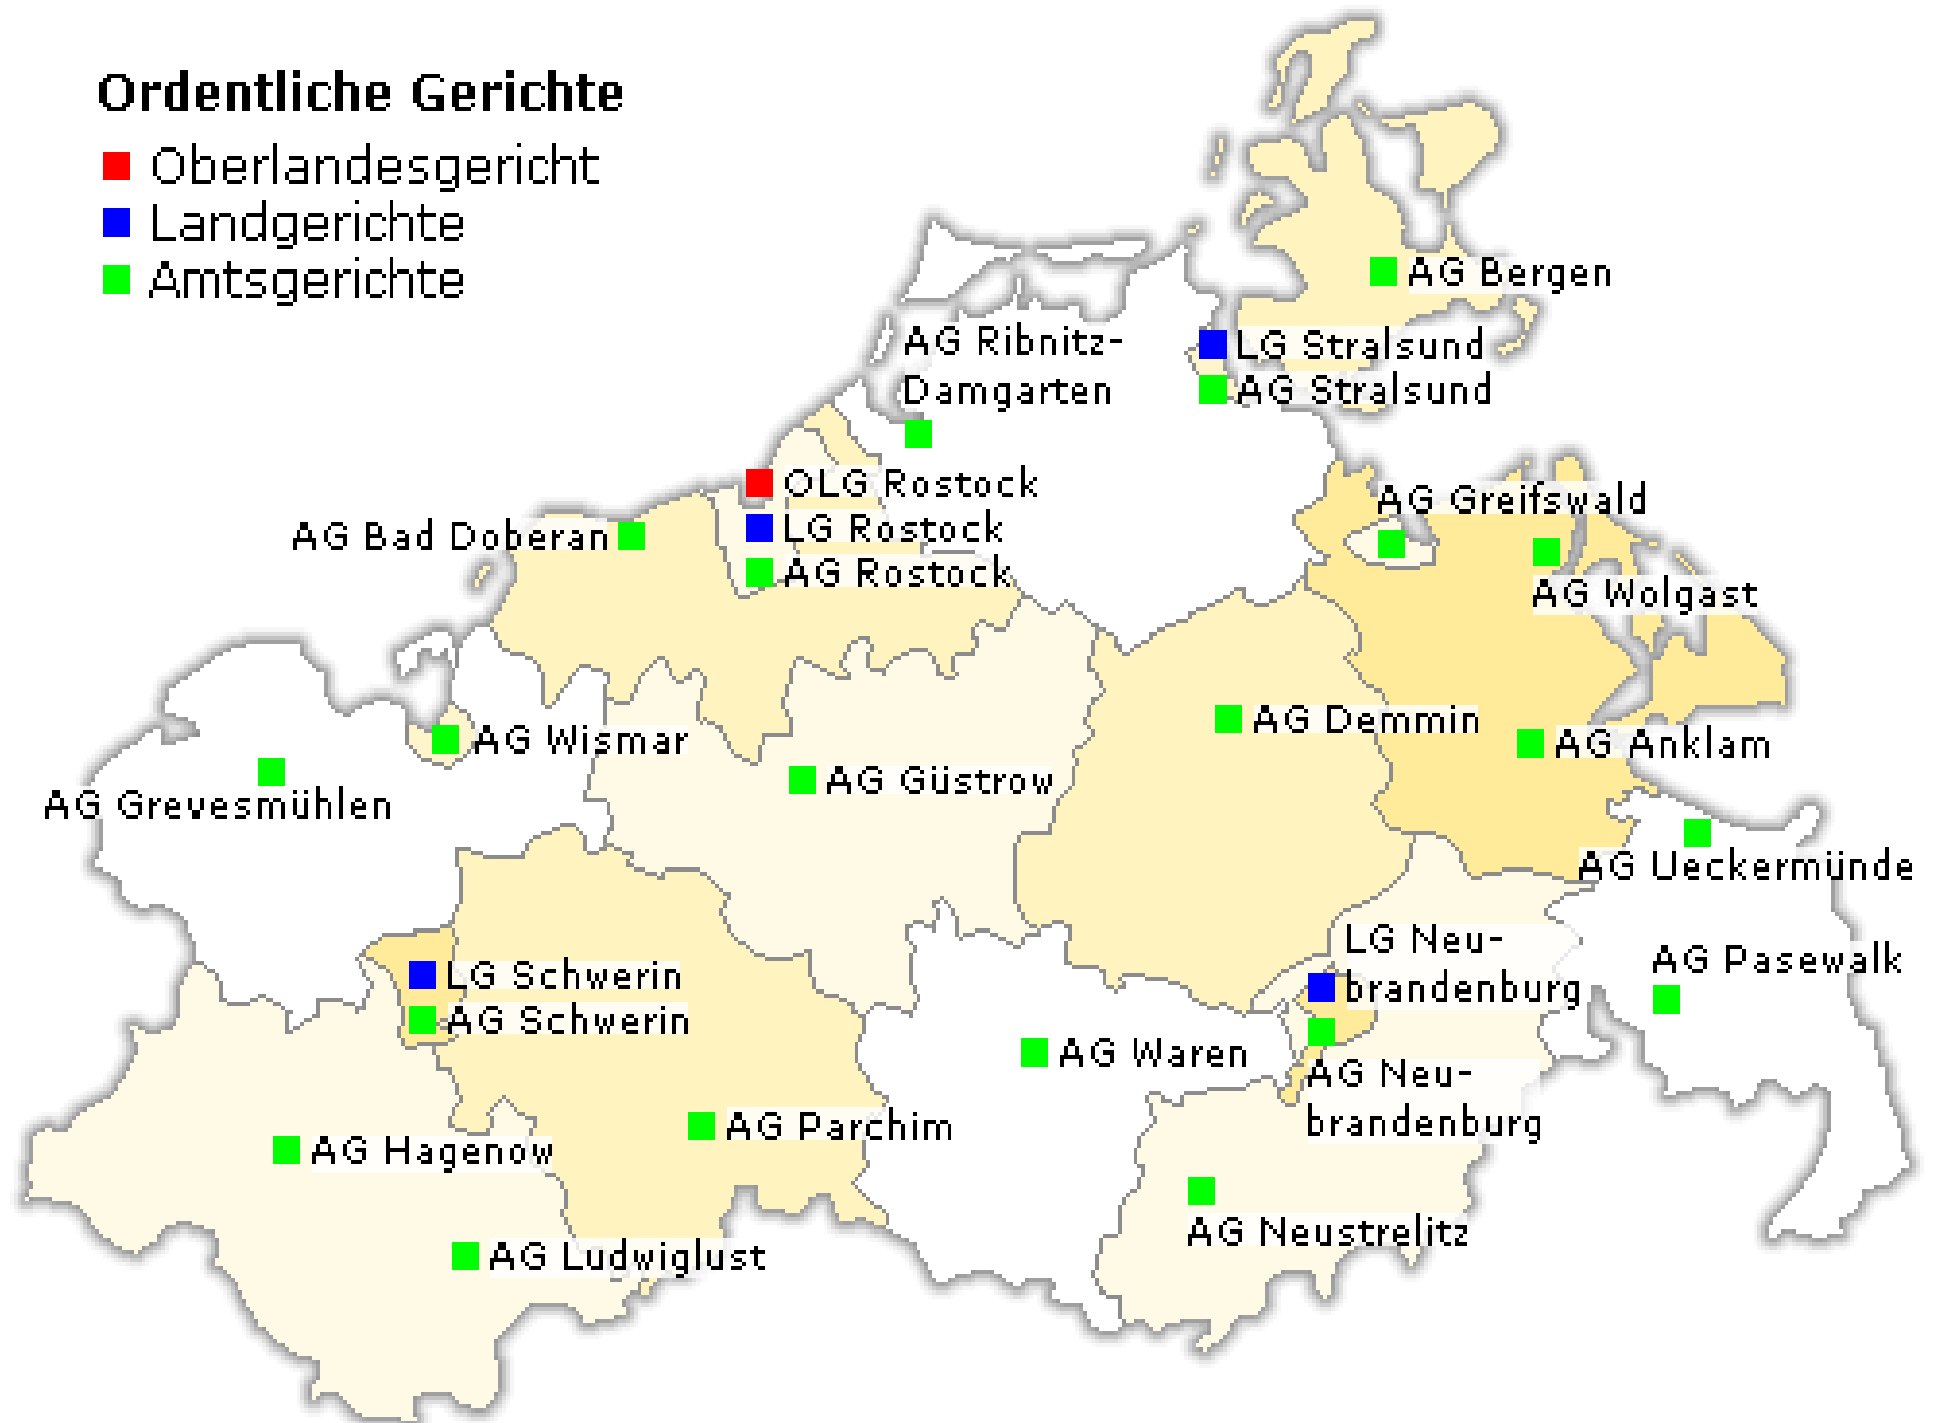 Ordentliche Gerichte
Oberlandesgericht
Landgerichte
Amtsgerichte
AG Bergen
AG Ribnitz-
Damgarten
LG Stralsund
AG Stralsund
OLG Rostock
LG Rostock
AG Rostock
AG Bad Doberan
AG Greifswald
AG Wolgast
AG Wismar
AG Demmin
AG Anklam
AG Grevesmühlen
AG Güstrow
AG Ueckermünde
LG Neu-
brandenburg
AG Pasewalk
LG Schwerin
AG Schwerin
AG Waren
AG Neu-
brandenburg
AG Parchim
AG Hagenow
AG Neustrelitz
AG Ludwiglust